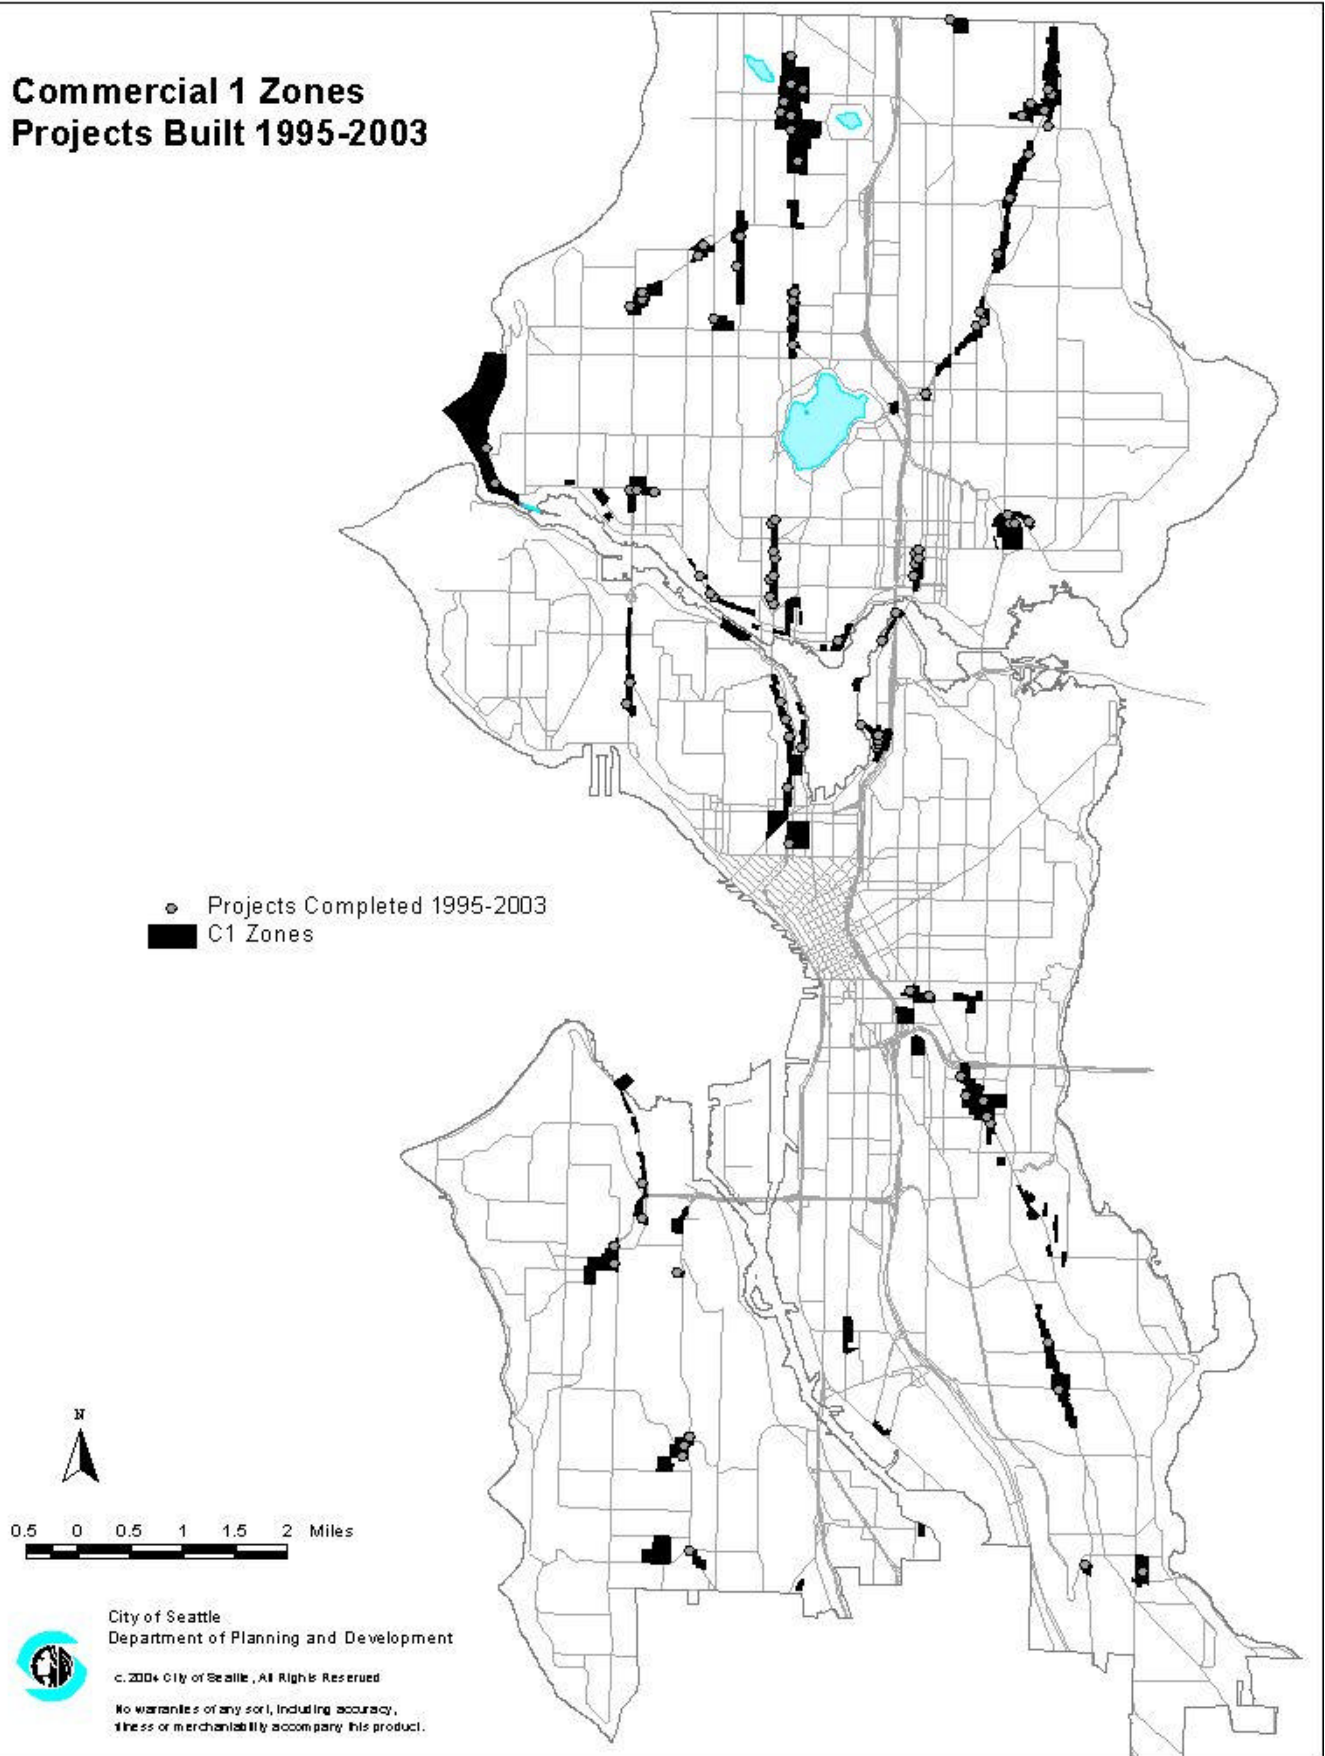 Commercial 1 Zones
Projects Built 1995-2003
Projects Completed 1995-2003
C1 Zones
N
0.5 0 0.5 1 1.5 2 Miles
City of Seattle
Department of Planning and Development
c. 2004 City of Seattle, All Rights Reserved
No warranties of any sort, including accuracy,
fitness or merchantability accompany this product.